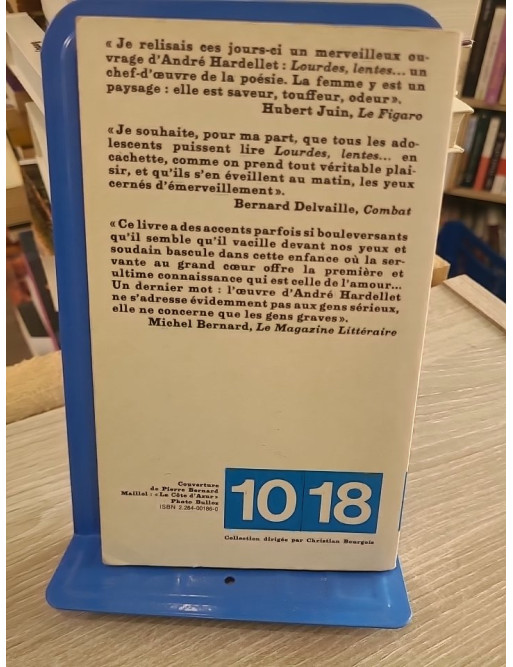 « Je relisais ces jours-ci un merveilleux ou-
vrage d'André Hardellet : Lourdes, lentes... un
chef-d'œuvre de la poésie. La femme y est un
paysage : elle est saveur, touffeur, odeur ».
Hubert Juin, Le Figaro
« Je souhaite, pour ma part, que tous les ado-
lescents puissent lire Lourdes, lentes... en
cachette, comme on prend tout véritable plai-
sir, et qu'ils s'en éveillent au matin, les yeux
cernés d'émerveillement ».
Bernard Delvaille, Combat
« Ce livre a des accents parfois si bouleversants
qu'il semble qu'il vacille devant nos yeux et
soudain bascule dans cette enfance où la ser-
vante au grand cœur offre la première et
ultime connaissance qui est celle de l'amour...
Un dernier mot : l'œuvre d'André Hardellet
ne s'adresse évidemment pas aux gens sérieux,
elle ne concerne que les gens graves ».
Michel Bernard, Le Magazine Littéraire
Couverture
de Pierre Bernard
Maillol : « La Côte d'Azur »
Photo Bulloz
ISBN 2-264-00186-0
10 18
Collection dirigée par Christian Bourgois